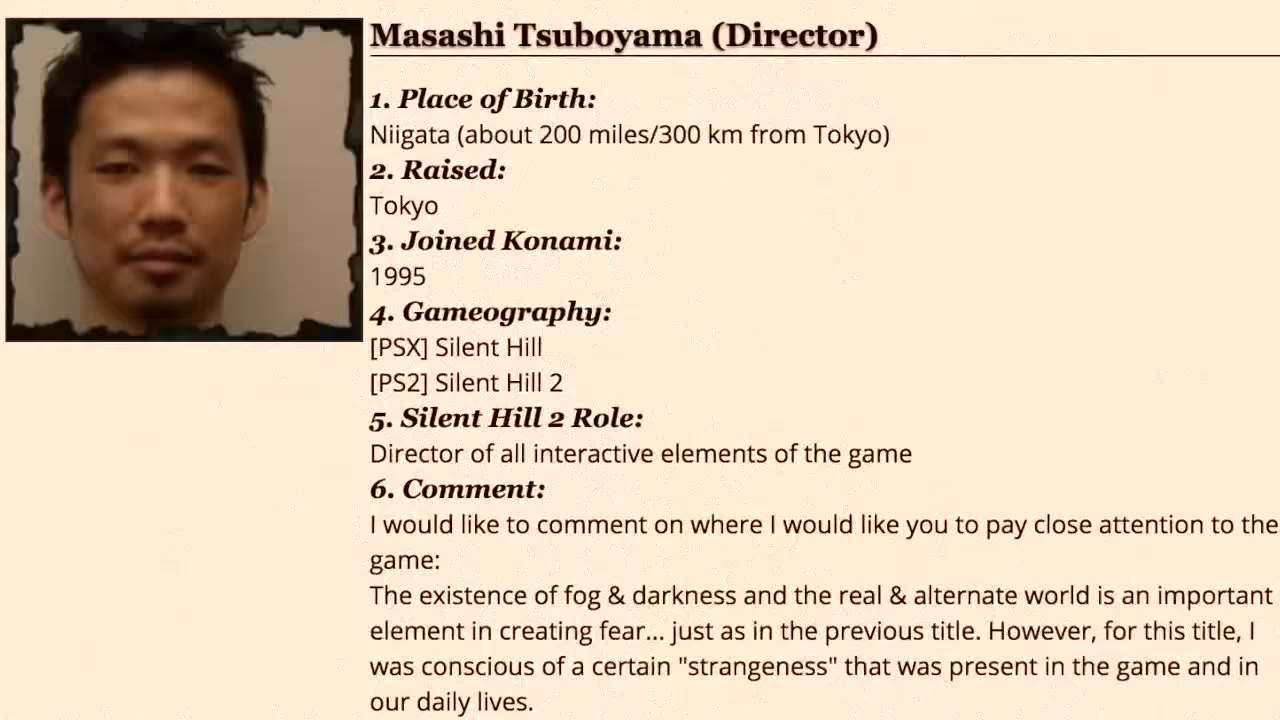 Masashi Tsuboyama (Director)
1. Place of Birth:
Niigata (about 200 miles/300 km from Tokyo)
2. Raised:
Tokyo
3. Joined Konami:
1995
4. Gameography:
[PSX] Silent Hill
[PS2] Silent Hill 2
5. Silent Hill 2 Role:
Director of all interactive elements of the game
6. Comment:
I would like to comment on where I would like you to pay close attention to the
game:
The existence of fog & darkness and the real & alternate world is an important
element in creating fear... just as in the previous title. However, for this title, I
was conscious of a certain "strangeness" that was present in the game and in
our daily lives.